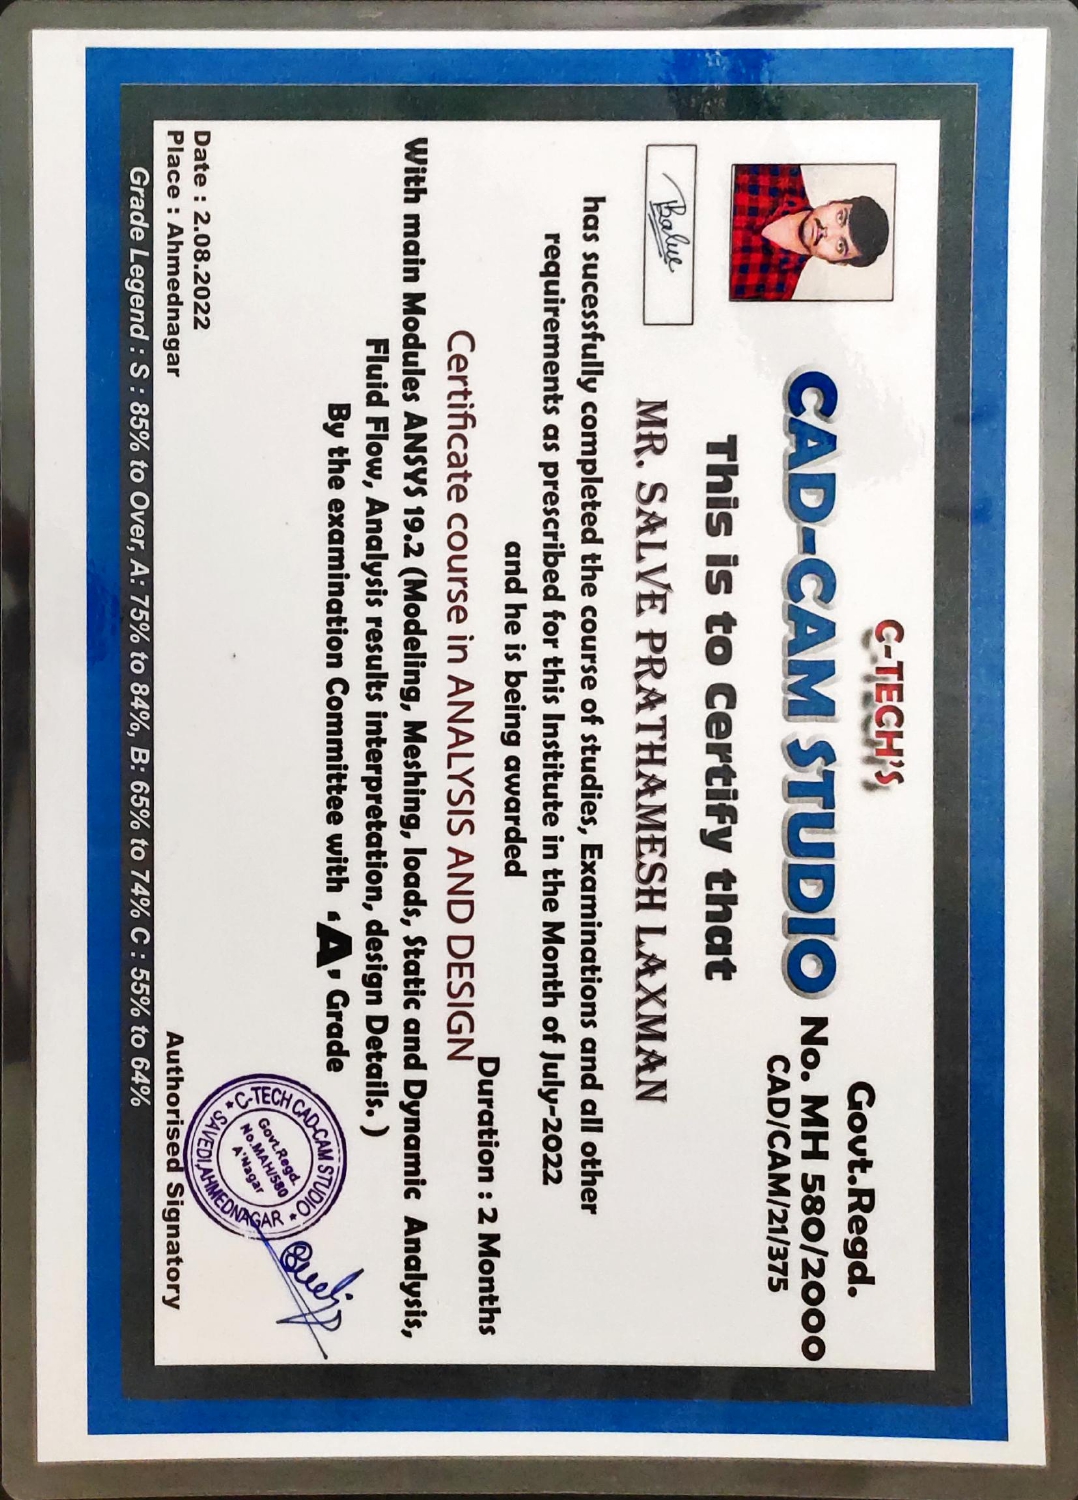 C-TECH'S
CAD-CAM STUDIO
Govt.Regd.
No. MH 580/2000
CAD/CAM/21/375
This is to Certify that
MR. SALVE PRATHAMESH LAXMAN
has sucessfully completed the course of studies, Examinations and all other
requirements as prescribed for this Institute in the Month of July-2022
and he is being awarded
Duration : 2 Months
Certificate course in ANALYSIS AND DESIGN
With main Modules ANSYS 19.2 (Modeling, Meshing, loads, Static and Dynamic Analysis,
Fluid Flow, Analysis results interpretation, design Details. )
By the examination Committee with ‘A’ Grade
C-TECH CAD-CAM STUDIO
Govt.Regd.
No.MAH/580
A'Nagar
SAVEDI,AHMEDNAGAR
Date : 2.08.2022
Place : Ahmednagar
Authorised Signatory
Grade Legend : S : 85% to Over, A: 75% to 84%, B: 65% to 74% C : 55% to 64%